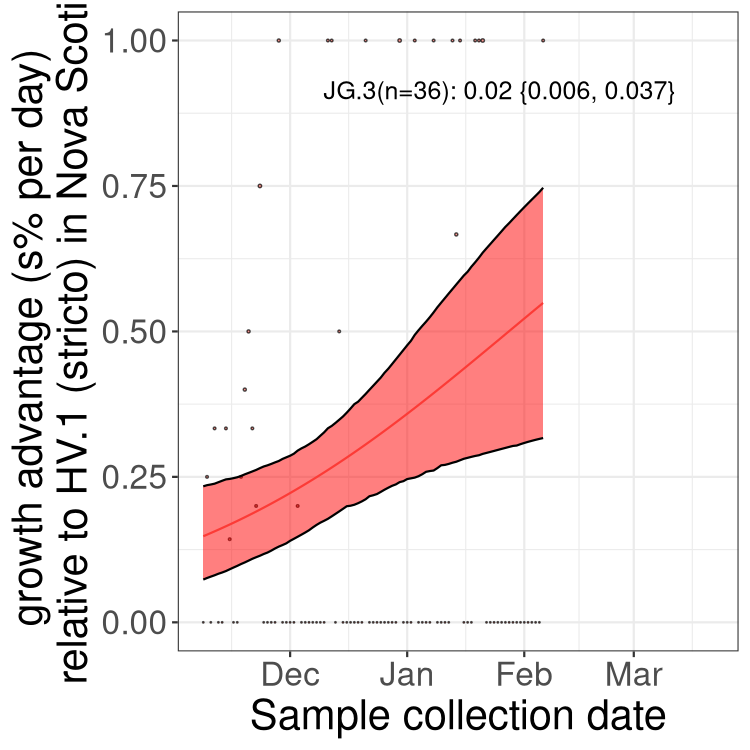 growth advantage (s% per day)
relative to HV.1 (stricto) in Nova Scoti
1.00
0.75
0.50
0.25
0.00
JG.3(n=36): 0.02 {0.006, 0.037}
Dec Jan Feb Mar
Sample collection date